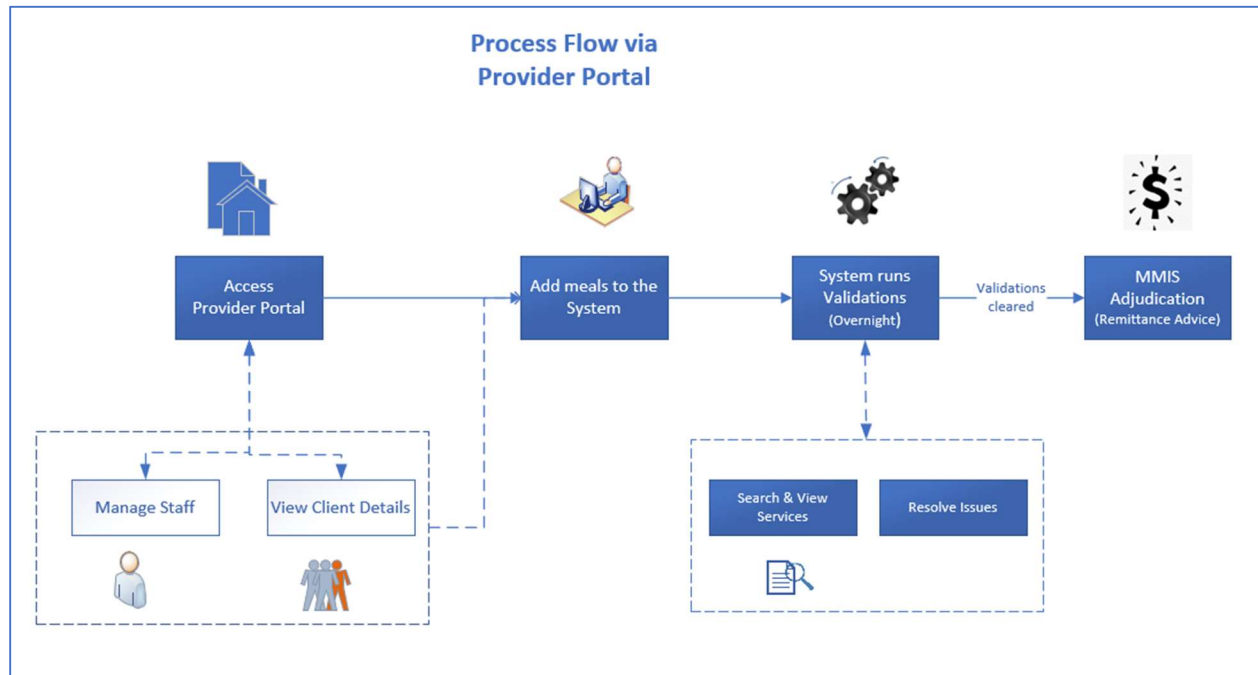 Process Flow via
Provider Portal
Access
Provider Portal
Add meals to the
System
System runs
Validations
(Overnight)
Validations
cleared
MMIS
Adjudication
(Remittance Advice)
Manage Staff
View Client Details
Search & View
Services
Resolve Issues
$